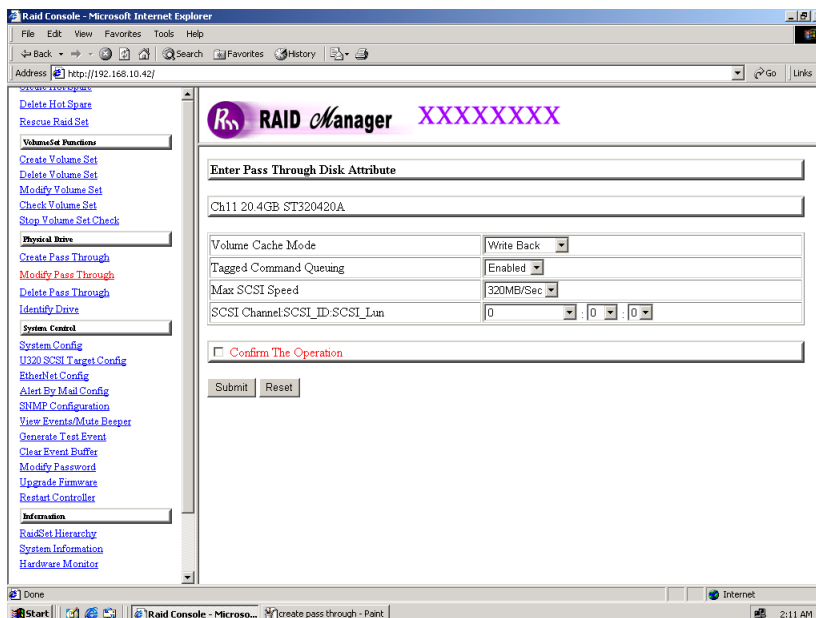 Raid Console - Microsoft Internet Explorer
File Edit View Favorites Tools Help
Back Search Favorites History
Address http://192.168.10.42/ Go Links
Create Hot Spare
Delete Hot Spare
Rescue Raid Set
VolumeSet Functions
Create Volume Set
Delete Volume Set
Modify Volume Set
Check Volume Set
Stop Volume Set Check
Physical Drive
Create Pass Through
Modify Pass Through
Delete Pass Through
Identify Drive
System Control
System Config
U320 SCSI Target Config
EtherNet Config
Alert By Mail Config
SNMP Configuration
View Events/Mute Beeper
Generate Test Event
Clear Event Buffer
Modify Password
Upgrade Firmware
Restart Controller
Information
RaidSet Hierarchy
System Information
Hardware Monitor
Rm RAID Manager XXXXXXXX
Enter Pass Through Disk Attribute
Ch11 20.4GB ST320420A
Volume Cache Mode Write Back
Tagged Command Queuing Enabled
Max SCSI Speed 320MB/Sec
SCSI Channel:SCSI_ID:SCSI_Lun 0 : 0 : 0
Confirm The Operation
Submit Reset
Done Internet
Start Raid Console - Microso... create pass through - Paint 2:11 AM